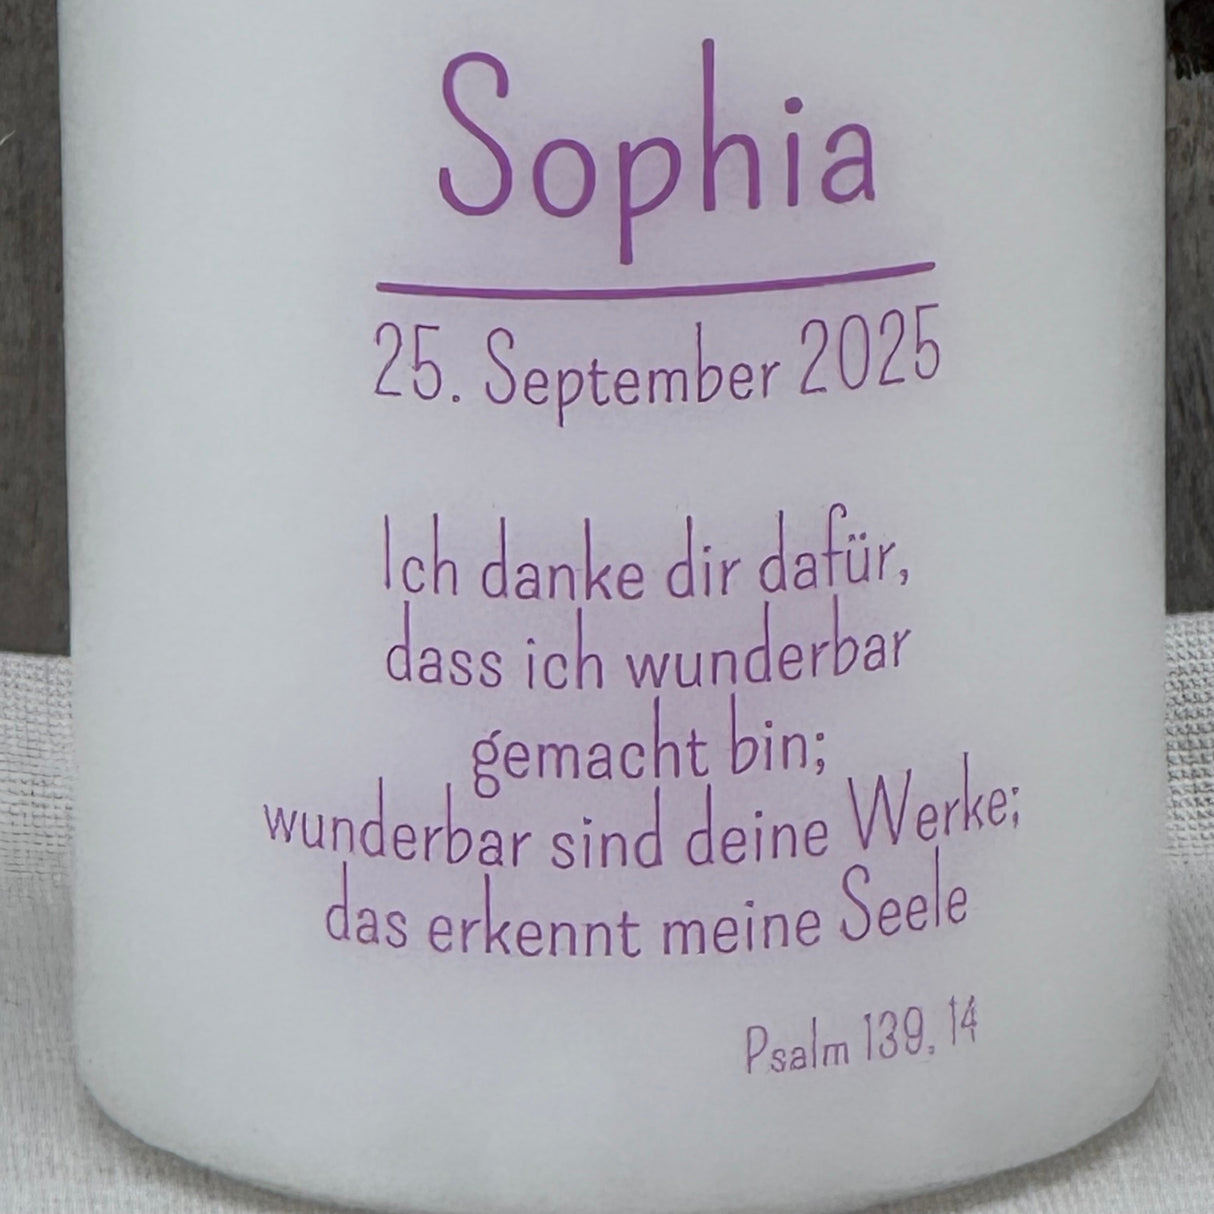 Sophia
25. September 2025
Ich danke dir dafür,
dass ich wunderbar
gemacht bin;
wunderbar sind deine Werke;
das erkennt meine Seele
Psalm 139, 14